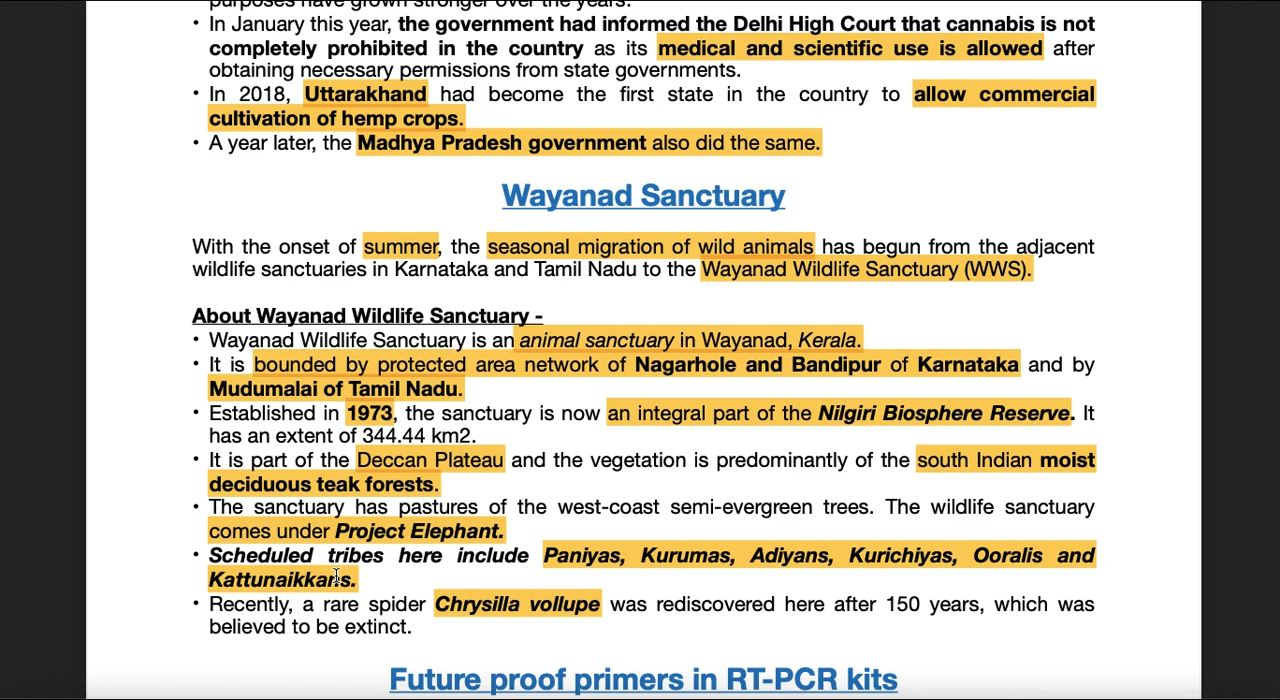 purposes have grown stronger over the years.
• In January this year, the government had informed the Delhi High Court that cannabis is not
completely prohibited in the country as its medical and scientific use is allowed after
obtaining necessary permissions from state governments.
• In 2018, Uttarakhand had become the first state in the country to allow commercial
cultivation of hemp crops.
• A year later, the Madhya Pradesh government also did the same.
Wayanad Sanctuary
With the onset of summer, the seasonal migration of wild animals has begun from the adjacent
wildlife sanctuaries in Karnataka and Tamil Nadu to the Wayanad Wildlife Sanctuary (WWS).
About Wayanad Wildlife Sanctuary -
• Wayanad Wildlife Sanctuary is an animal sanctuary in Wayanad, Kerala.
• It is bounded by protected area network of Nagarhole and Bandipur of Karnataka and by
Mudumalai of Tamil Nadu.
• Established in 1973, the sanctuary is now an integral part of the Nilgiri Biosphere Reserve. It
has an extent of 344.44 km2.
• It is part of the Deccan Plateau and the vegetation is predominantly of the south Indian moist
deciduous teak forests.
• The sanctuary has pastures of the west-coast semi-evergreen trees. The wildlife sanctuary
comes under Project Elephant.
• Scheduled tribes here include Paniyas, Kurumas, Adiyans, Kurichiyas, Ooralis and
Kattunaikkans.
• Recently, a rare spider Chrysilla vollupe was rediscovered here after 150 years, which was
believed to be extinct.
Future proof primers in RT-PCR kits